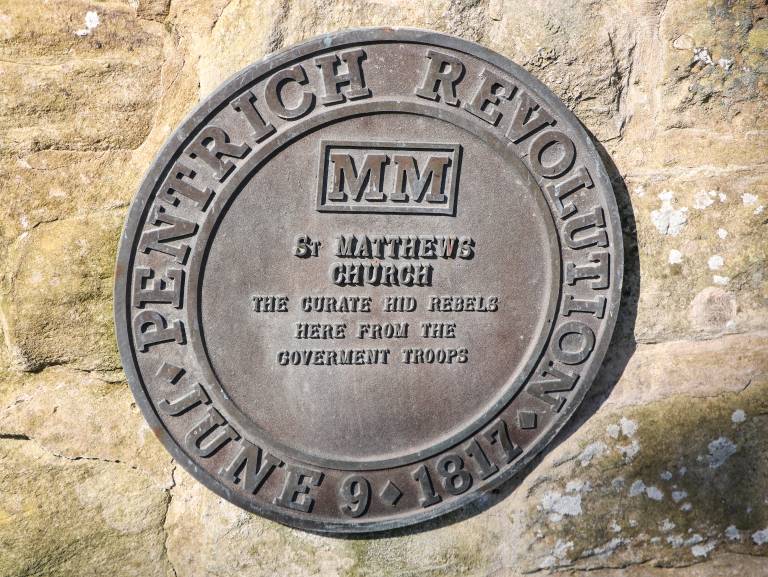 PENTRICH REVOLUTION
MM
St MATTHEWS
CHURCH
THE CURATE HID REBELS
HERE FROM THE
GOVERMENT TROOPS
JUNE 9 1817